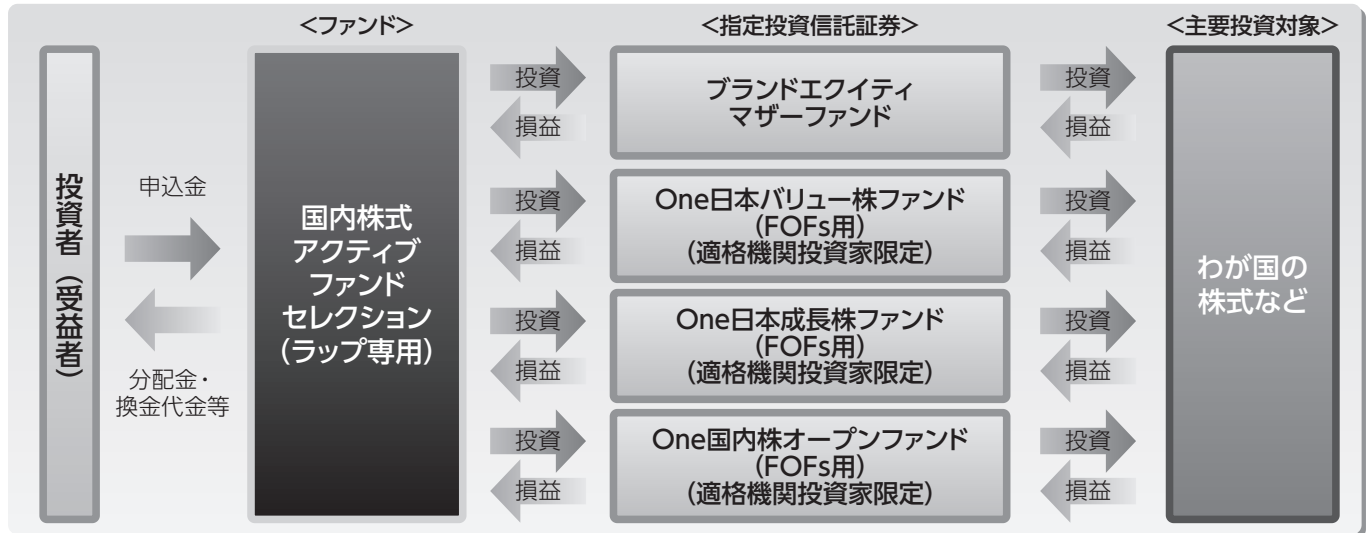 <ファンド>
<指定投資信託証券>
<主要投資対象>
投資者(受益者)
申込金
分配金・
換金代金等
国内株式
アクティブ
ファンド
セレクション
(ラップ専用)
投資
損益
ブランドエクイティ
マザーファンド
投資
損益
投資
損益
One日本バリュー株ファンド
(FOFs用)
(適格機関投資家限定)
投資
損益
投資
損益
One日本成長株ファンド
(FOFs用)
(適格機関投資家限定)
投資
損益
投資
損益
One国内株オープンファンド
(FOFs用)
(適格機関投資家限定)
投資
損益
わが国の
株式など